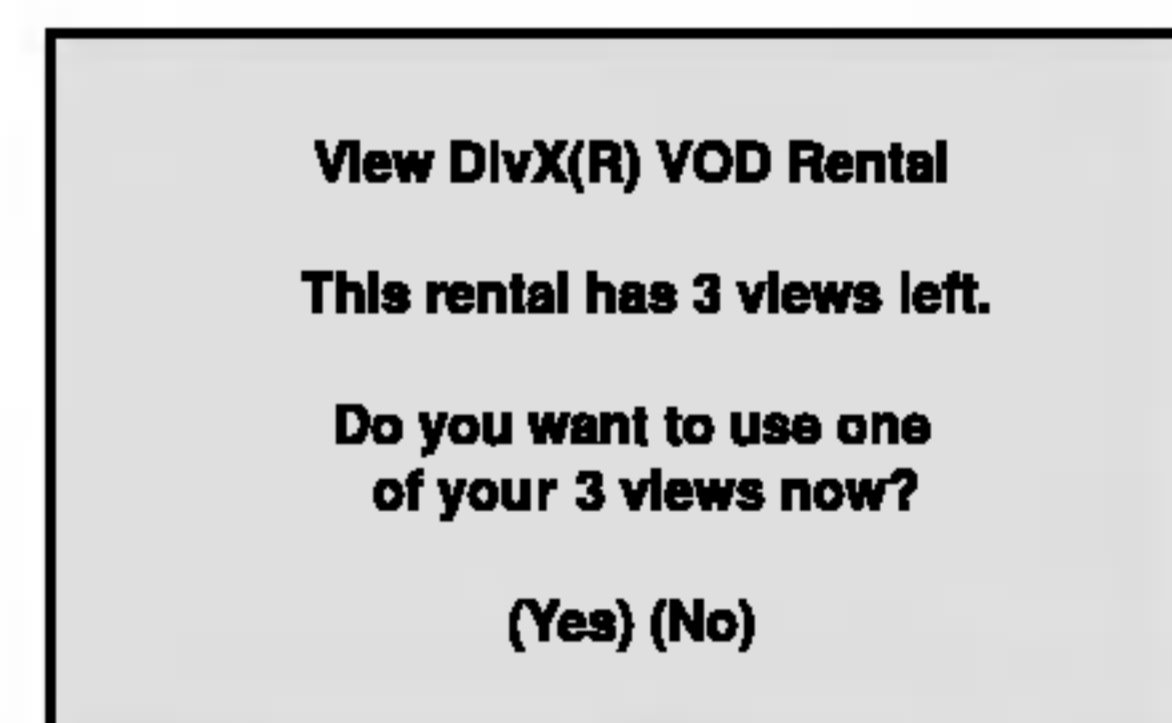 View DivX(R) VOD Rental
This rental has 3 views left.
Do you want to use one
of your 3 views now?
(Yes) (No)